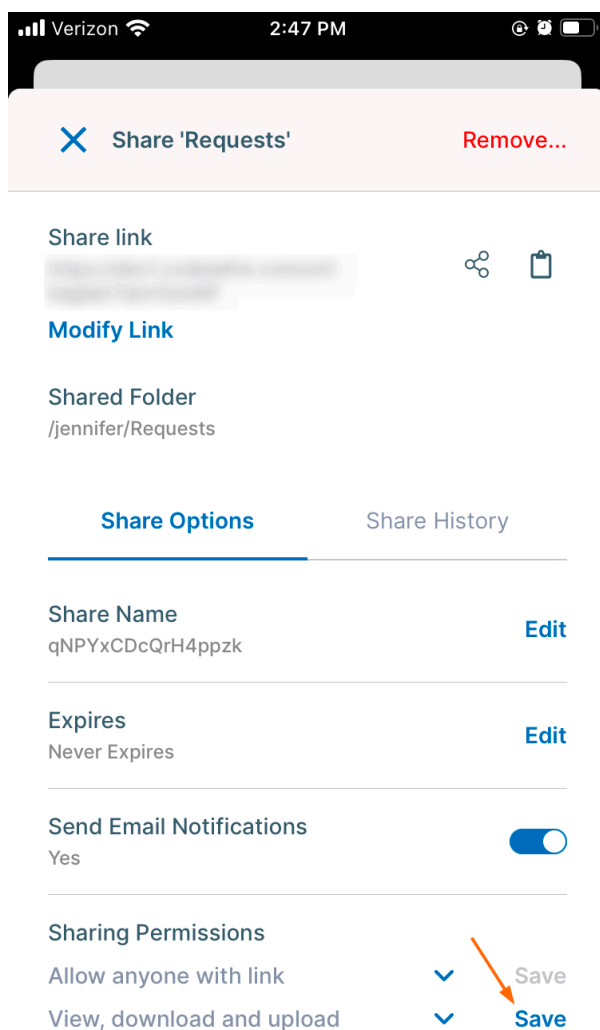 Verizon 2:47 PM
Share 'Requests' Remove...
Share link
Modify Link
Shared Folder
/jennifer/Requests
Share Options Share History
Share Name
qNPYxCDcQrH4ppzk
Edit
Expires
Never Expires
Edit
Send Email Notifications
Yes
Sharing Permissions
Allow anyone with link Save
View, download and upload Save